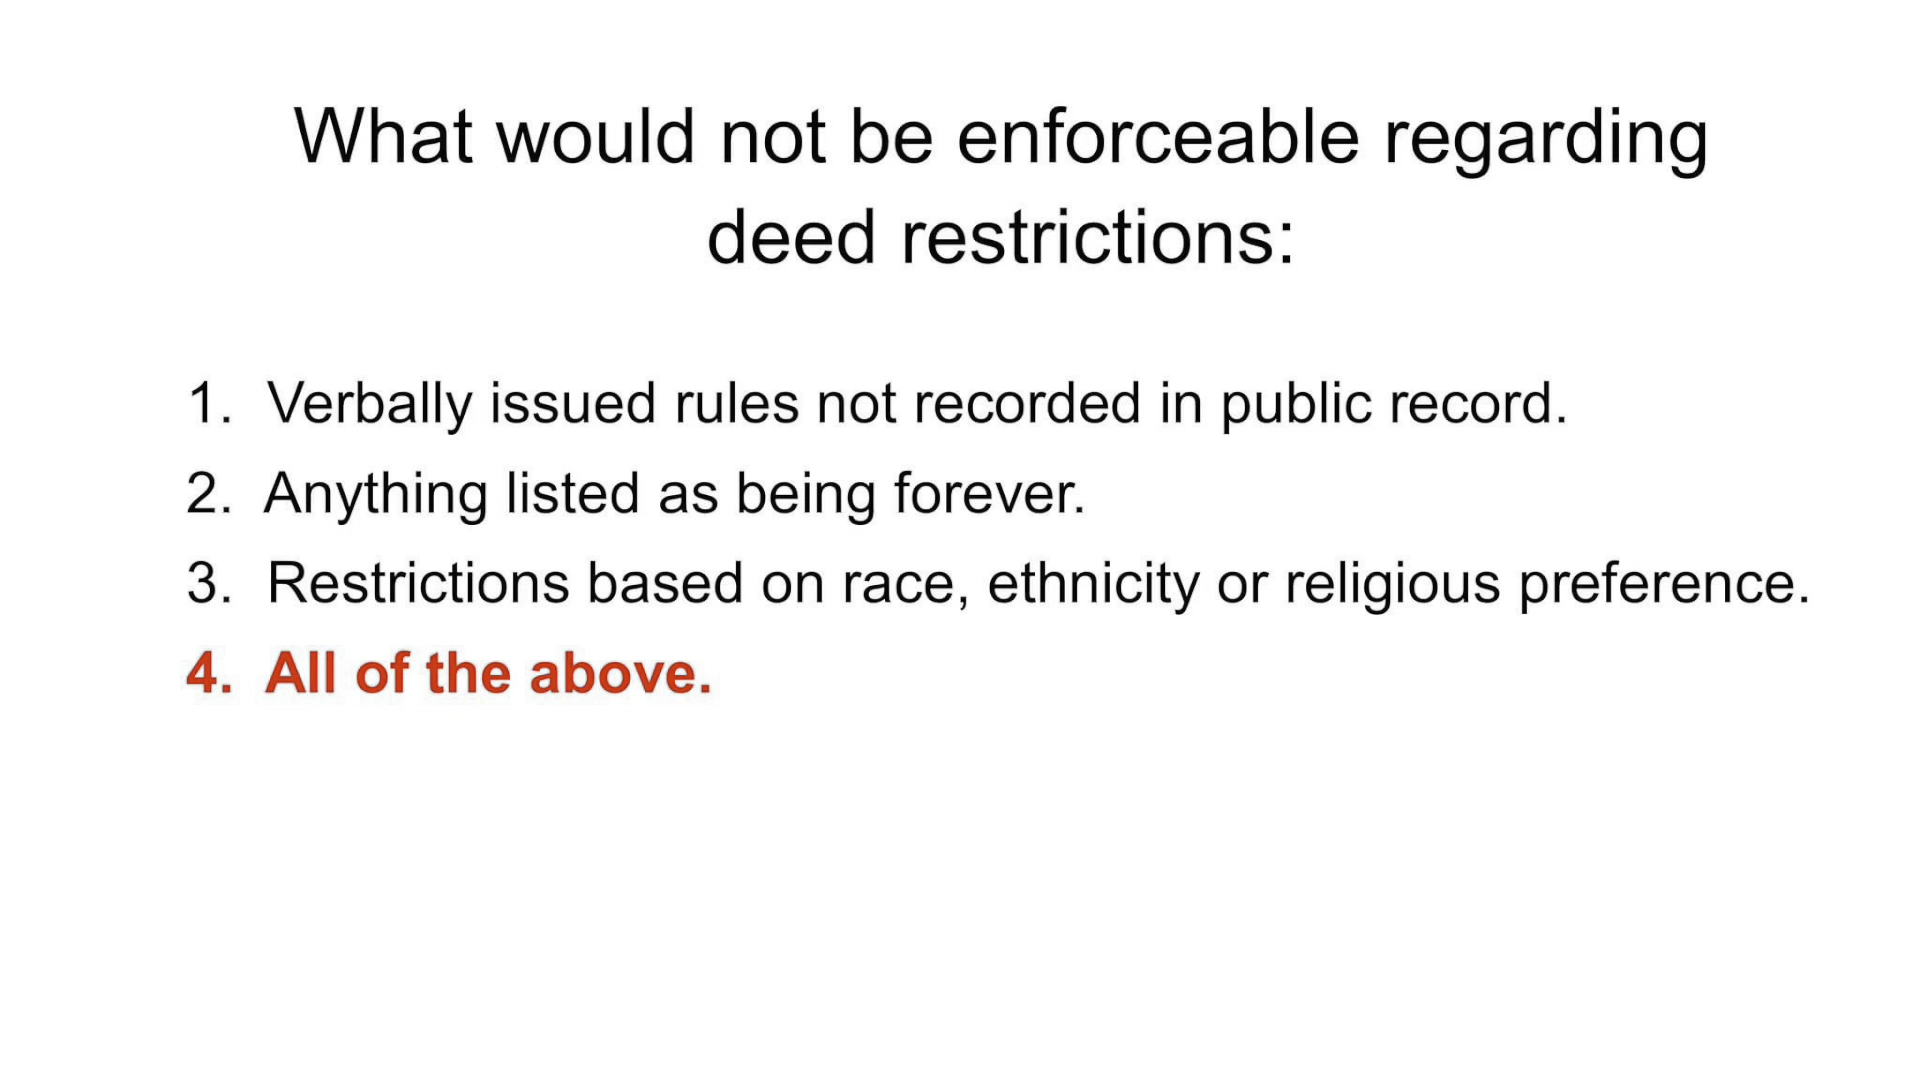 What would not be enforceable regarding
deed restrictions:
1. Verbally issued rules not recorded in public record.
2. Anything listed as being forever.
3. Restrictions based on race, ethnicity or religious preference.
4. All of the above.